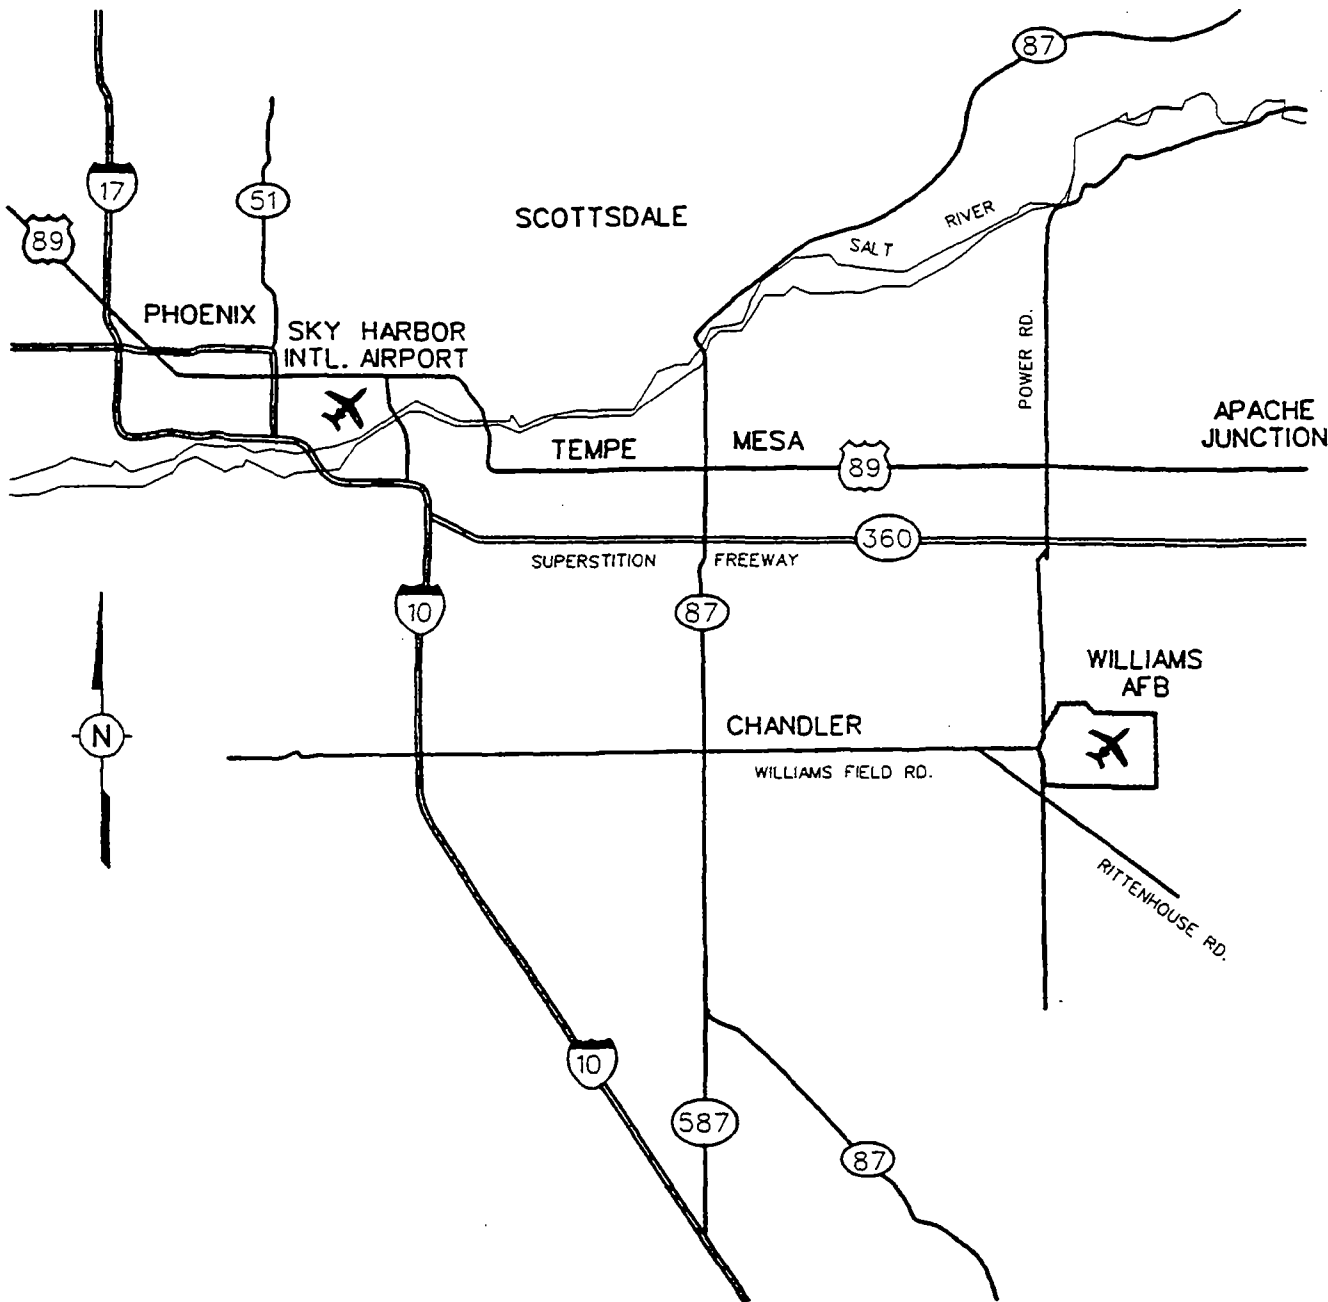 87
17
51
SCOTTSDALE
RIVER
SALT
89
PHOENIX
SKY HARBOR
INTL. AIRPORT
POWER RD.
APACHE
JUNCTION
TEMPE
MESA
89
360
SUPERSTITION FREEWAY
10
87
WILLIAMS
AFB
N
CHANDLER
WILLIAMS FIELD RD.
RITTENHOUSE RD.
10
587
87